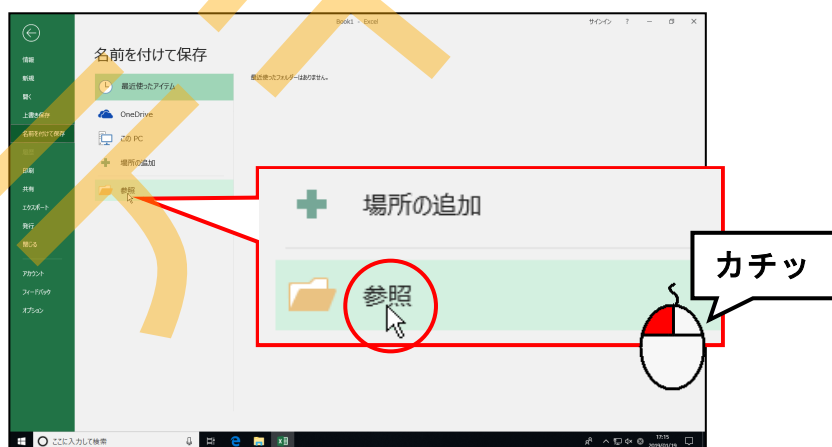 Book1 - Excel
サインイン ? － ロ ×
名前を付けて保存
情報
新規
開く
上書き保存
名前を付けて保存
印刷
共有
エクスポート
発行
閉じる
アカウント
フィードバック
オプション
最近使ったアイテム
OneDrive
この PC
場所の追加
参照
最近使ったフォルダーはありません。
場所の追加
参照
カチッ
ここに入力して検索
17:15
2019/01/19